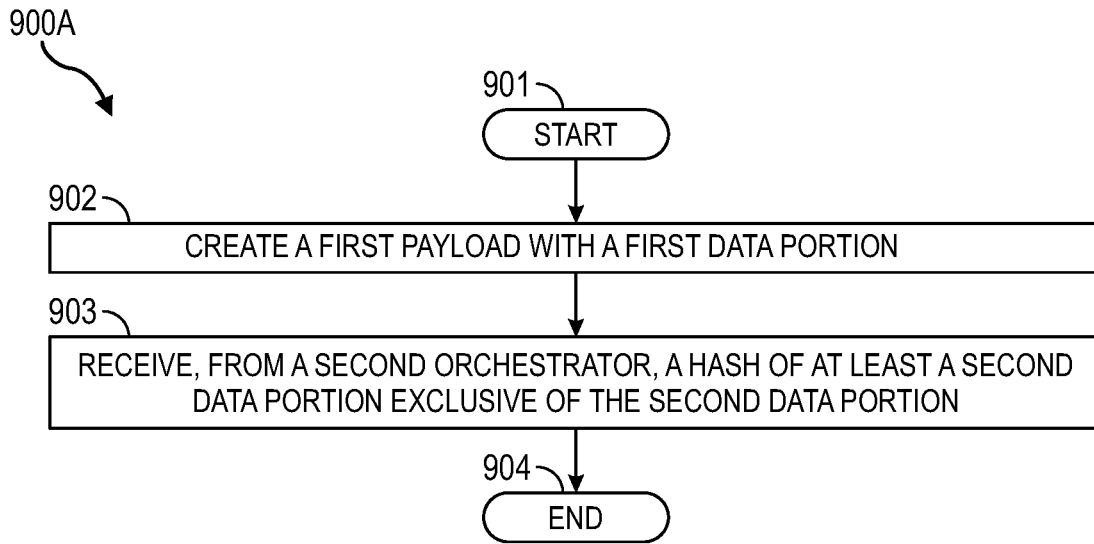 900A
901
START
902
CREATE A FIRST PAYLOAD WITH A FIRST DATA PORTION
903
RECEIVE, FROM A SECOND ORCHESTRATOR, A HASH OF AT LEAST A SECOND
DATA PORTION EXCLUSIVE OF THE SECOND DATA PORTION
904
END